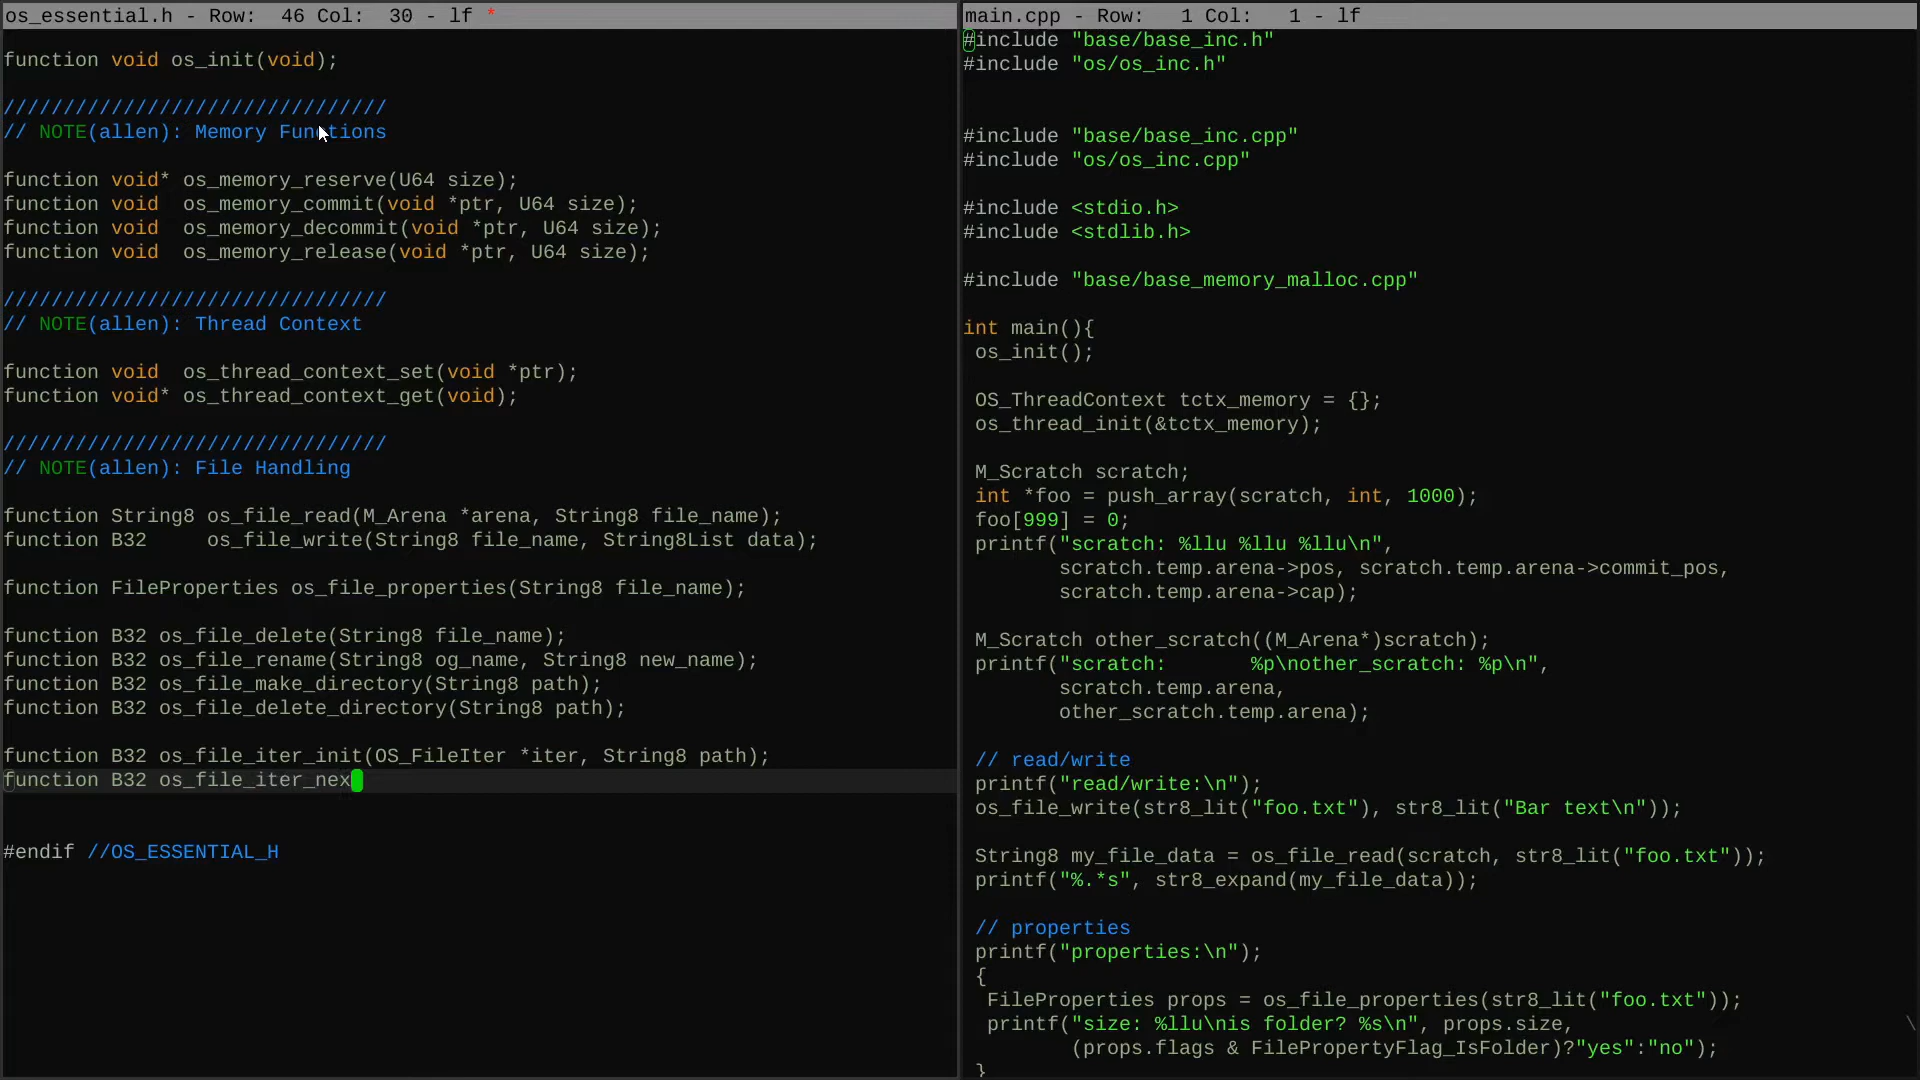 os_essential.h - Row:  46 Col:  30 - lf *
function void os_init(void);
////////////////////////////////
// NOTE(allen): Memory Functions
function void* os_memory_reserve(U64 size);
function void  os_memory_commit(void *ptr, U64 size);
function void  os_memory_decommit(void *ptr, U64 size);
function void  os_memory_release(void *ptr, U64 size);
////////////////////////////////
// NOTE(allen): Thread Context
function void  os_thread_context_set(void *ptr);
function void* os_thread_context_get(void);
////////////////////////////////
// NOTE(allen): File Handling
function String8 os_file_read(M_Arena *arena, String8 file_name);
function B32     os_file_write(String8 file_name, String8List data);
function FileProperties os_file_properties(String8 file_name);
function B32 os_file_delete(String8 file_name);
function B32 os_file_rename(String8 og_name, String8 new_name);
function B32 os_file_make_directory(String8 path);
function B32 os_file_delete_directory(String8 path);
function B32 os_file_iter_init(OS_FileIter *iter, String8 path);
function B32 os_file_iter_nex
#endif //OS_ESSENTIAL_H
main.cpp - Row:   1 Col:   1 - lf
#include "base/base_inc.h"
#include "os/os_inc.h"
#include "base/base_inc.cpp"
#include "os/os_inc.cpp"
#include <stdio.h>
#include <stdlib.h>
#include "base/base_memory_malloc.cpp"
int main(){
 os_init();
 OS_ThreadContext tctx_memory = {};
 os_thread_init(&tctx_memory);
 M_Scratch scratch;
 int *foo = push_array(scratch, int, 1000);
 foo[999] = 0;
 printf("scratch: %llu %llu %llu\n",
        scratch.temp.arena->pos, scratch.temp.arena->commit_pos,
        scratch.temp.arena->cap);
 M_Scratch other_scratch((M_Arena*)scratch);
 printf("scratch:       %p\nother_scratch: %p\n",
        scratch.temp.arena,
        other_scratch.temp.arena);
 // read/write
 printf("read/write:\n");
 os_file_write(str8_lit("foo.txt"), str8_lit("Bar text\n"));
 String8 my_file_data = os_file_read(scratch, str8_lit("foo.txt"));
 printf("%.*s", str8_expand(my_file_data));
 // properties
 printf("properties:\n");
 {
  FileProperties props = os_file_properties(str8_lit("foo.txt"));
  printf("size: %llu\nis folder? %s\n", props.size,
         (props.flags & FilePropertyFlag_IsFolder)?"yes":"no");
 }